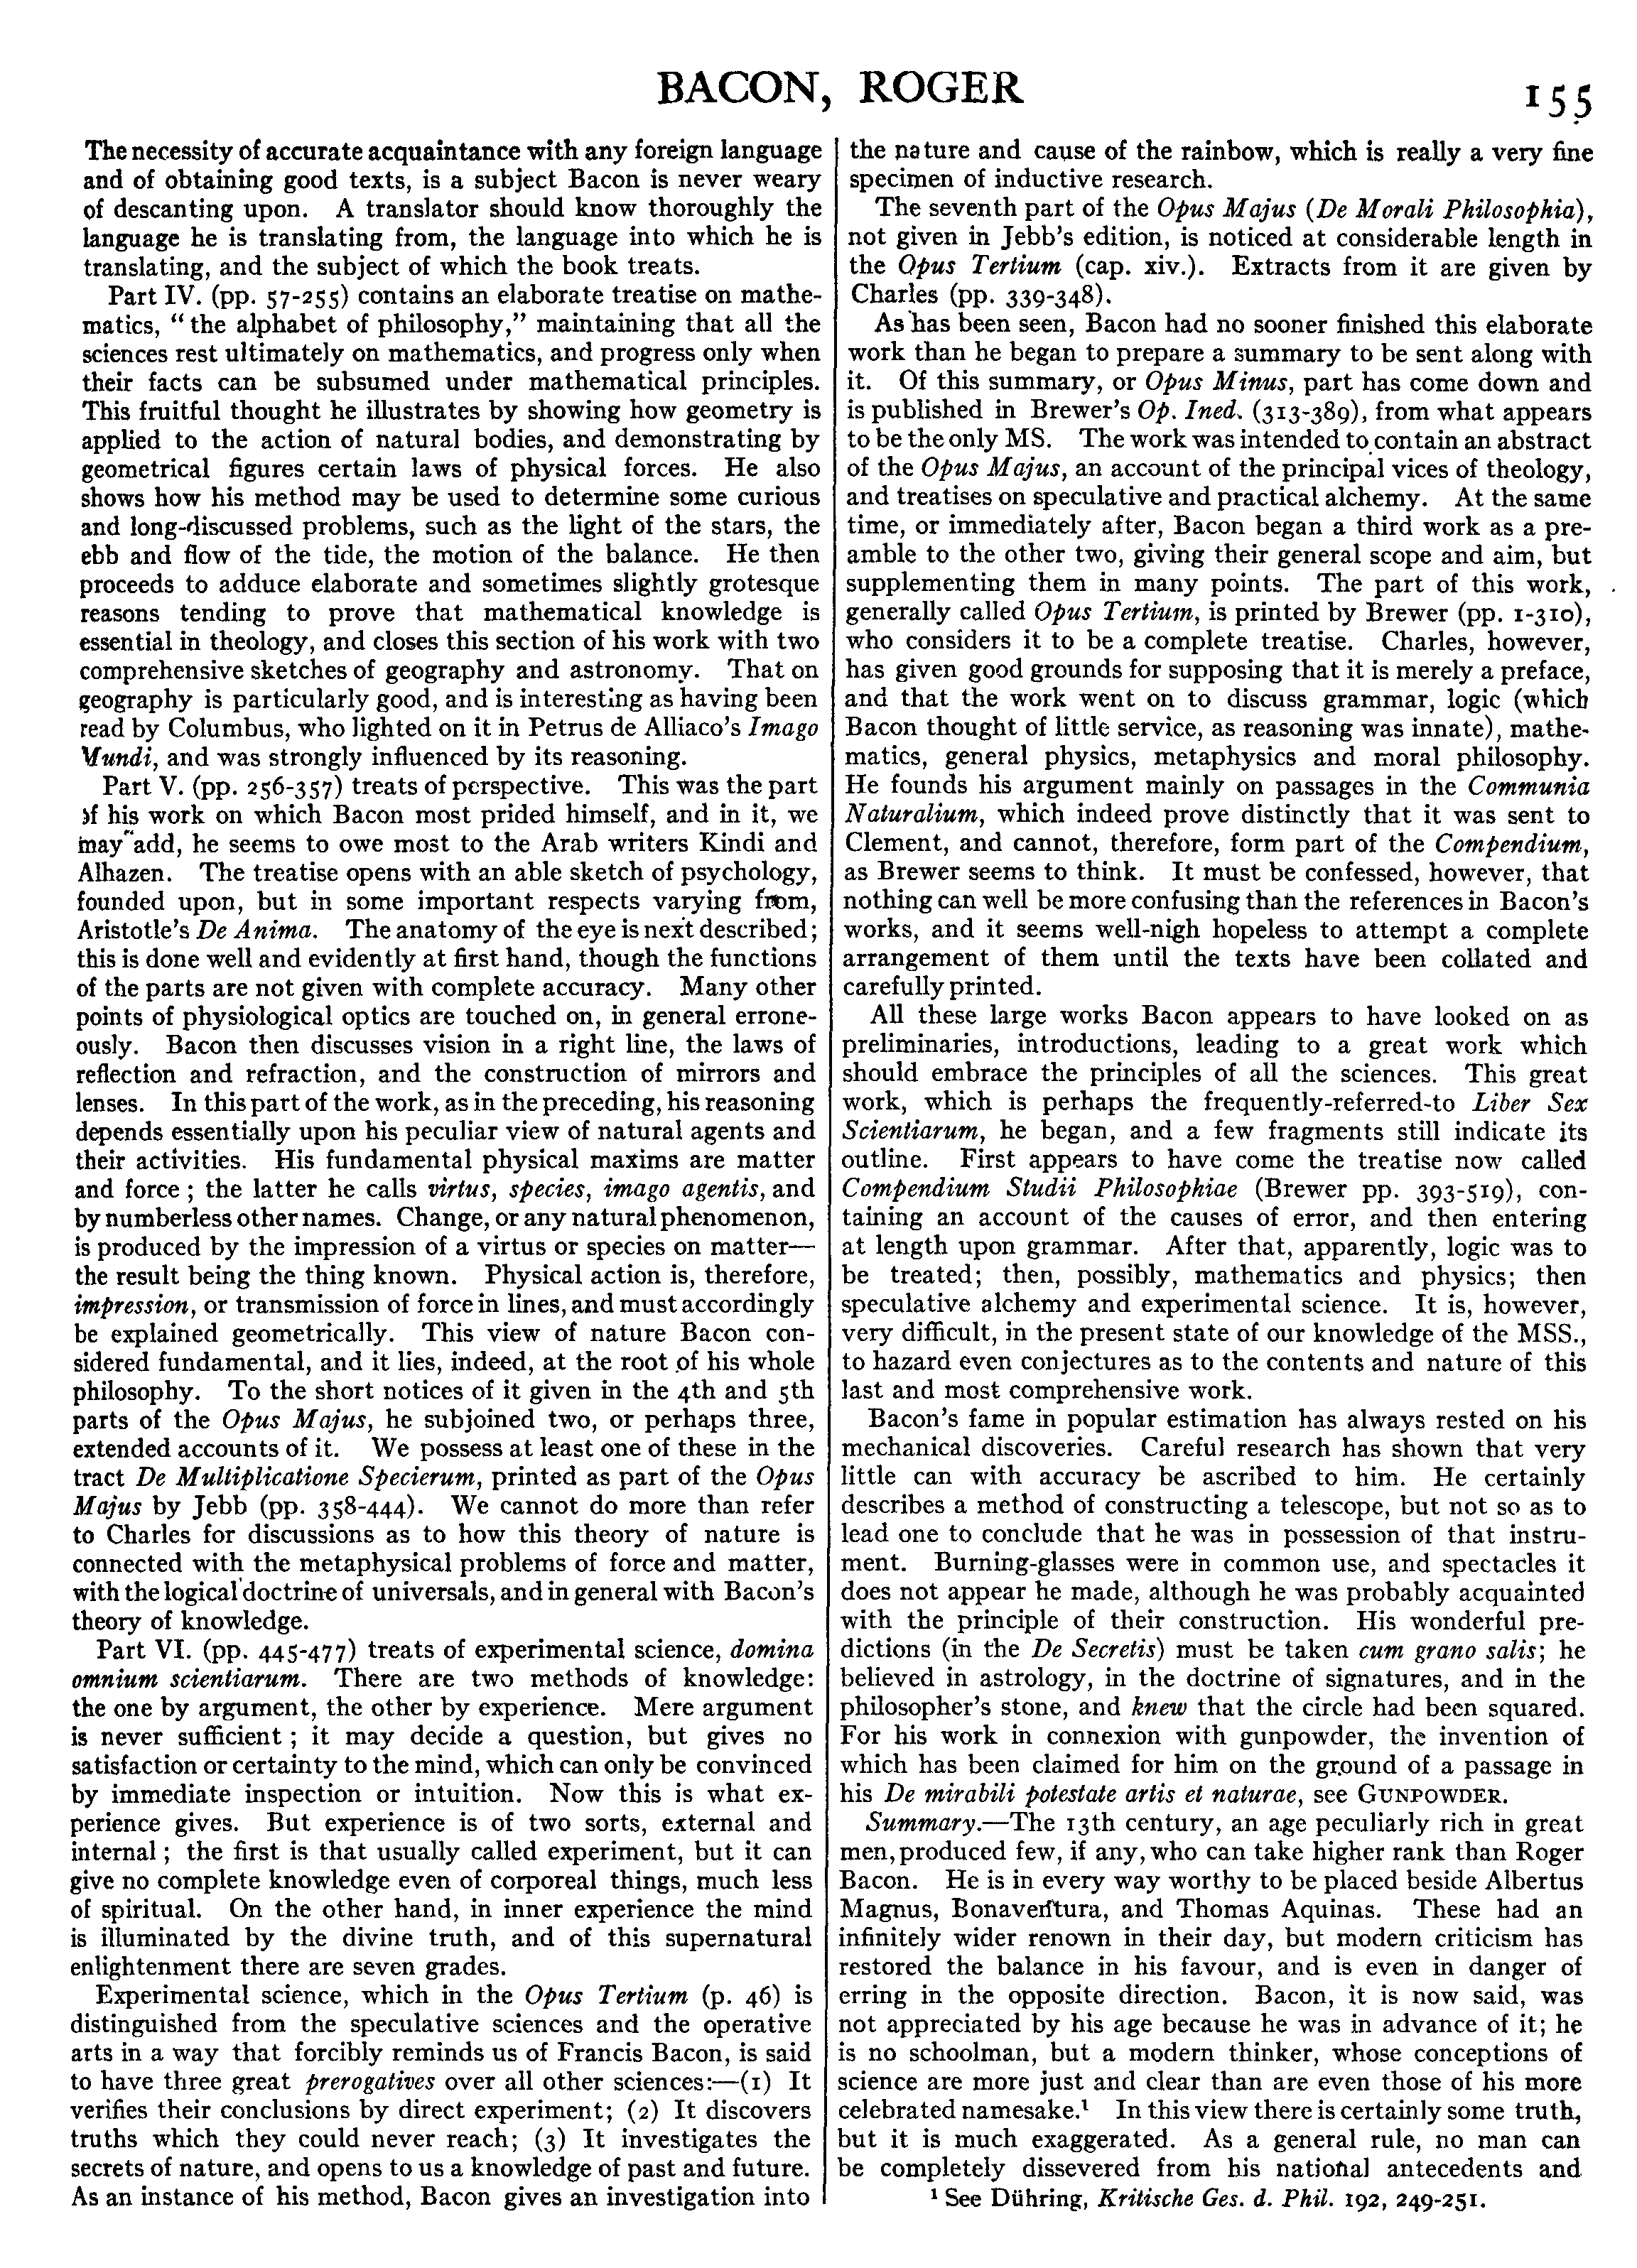 BACON, ROGER
155
The necessity of accurate acquaintance with any foreign language
and of obtaining good texts, is a subject Bacon is never weary
of descanting upon. A translator should know thoroughly the
language he is translating from, the language into which he is
translating, and the subject of which the book treats.
Part IV. (pp. 57-255) contains an elaborate treatise on mathe-
matics, “the alphabet of philosophy,” maintaining that all the
sciences rest ultimately on mathematics, and progress only when
their facts can be subsumed under mathematical principles.
This fruitful thought he illustrates by showing how geometry is
applied to the action of natural bodies, and demonstrating by
geometrical figures certain laws of physical forces. He also
shows how his method may be used to determine some curious
and long-discussed problems, such as the light of the stars, the
ebb and flow of the tide, the motion of the balance. He then
proceeds to adduce elaborate and sometimes slightly grotesque
reasons tending to prove that mathematical knowledge is
essential in theology, and closes this section of his work with two
comprehensive sketches of geography and astronomy. That on
geography is particularly good, and is interesting as having been
read by Columbus, who lighted on it in Petrus de Alliaco's Imago
Mundi, and was strongly influenced by its reasoning.
Part V. (pp. 256-357) treats of perspective. This was the part
of his work on which Bacon most prided himself, and in it, we
may add, he seems to owe most to the Arab writers Kindi and
Alhazen. The treatise opens with an able sketch of psychology,
founded upon, but in some important respects varying from,
Aristotle's De Anima. The anatomy of the eye is next described;
this is done well and evidently at first hand, though the functions
of the parts are not given with complete accuracy. Many other
points of physiological optics are touched on, in general errone-
ously. Bacon then discusses vision in a right line, the laws of
reflection and refraction, and the construction of mirrors and
lenses. In this part of the work, as in the preceding, his reasoning
depends essentially upon his peculiar view of natural agents and
their activities. His fundamental physical maxims are matter
and force; the latter he calls virtus, species, imago agentis, and
by numberless other names. Change, or any natural phenomenon,
is produced by the impression of a virtus or species on matter—
the result being the thing known. Physical action is, therefore,
impression, or transmission of force in lines, and must accordingly
be explained geometrically. This view of nature Bacon con-
sidered fundamental, and it lies, indeed, at the root of his whole
philosophy. To the short notices of it given in the 4th and 5th
parts of the Opus Majus, he subjoined two, or perhaps three,
extended accounts of it. We possess at least one of these in the
tract De Multiplicatione Specierum, printed as part of the Opus
Majus by Jebb (pp. 358-444). We cannot do more than refer
to Charles for discussions as to how this theory of nature is
connected with the metaphysical problems of force and matter,
with the logical doctrine of universals, and in general with Bacon's
theory of knowledge.
Part VI. (pp. 445-477) treats of experimental science, domina
omnium scientiarum. There are two methods of knowledge:
the one by argument, the other by experience. Mere argument
is never sufficient; it may decide a question, but gives no
satisfaction or certainty to the mind, which can only be convinced
by immediate inspection or intuition. Now this is what ex-
perience gives. But experience is of two sorts, external and
internal; the first is that usually called experiment, but it can
give no complete knowledge even of corporeal things, much less
of spiritual. On the other hand, in inner experience the mind
is illuminated by the divine truth, and of this supernatural
enlightenment there are seven grades.
Experimental science, which in the Opus Tertium (p. 46) is
distinguished from the speculative sciences and the operative
arts in a way that forcibly reminds us of Francis Bacon, is said
to have three great prerogatives over all other sciences:—(1) It
verifies their conclusions by direct experiment; (2) It discovers
truths which they could never reach; (3) It investigates the
secrets of nature, and opens to us a knowledge of past and future.
As an instance of his method, Bacon gives an investigation into
the nature and cause of the rainbow, which is really a very fine
specimen of inductive research.
The seventh part of the Opus Majus (De Morali Philosophia),
not given in Jebb's edition, is noticed at considerable length in
the Opus Tertium (cap. xiv.). Extracts from it are given by
Charles (pp. 339-348).
As has been seen, Bacon had no sooner finished this elaborate
work than he began to prepare a summary to be sent along with
it. Of this summary, or Opus Minus, part has come down and
is published in Brewer's Op. Ined. (313-389), from what appears
to be the only MS. The work was intended to contain an abstract
of the Opus Majus, an account of the principal vices of theology,
and treatises on speculative and practical alchemy. At the same
time, or immediately after, Bacon began a third work as a pre-
amble to the other two, giving their general scope and aim, but
supplementing them in many points. The part of this work,
generally called Opus Tertium, is printed by Brewer (pp. 1-310),
who considers it to be a complete treatise. Charles, however,
has given good grounds for supposing that it is merely a preface,
and that the work went on to discuss grammar, logic (which
Bacon thought of little service, as reasoning was innate), mathe-
matics, general physics, metaphysics and moral philosophy.
He founds his argument mainly on passages in the Communia
Naturalium, which indeed prove distinctly that it was sent to
Clement, and cannot, therefore, form part of the Compendium,
as Brewer seems to think. It must be confessed, however, that
nothing can well be more confusing than the references in Bacon's
works, and it seems well-nigh hopeless to attempt a complete
arrangement of them until the texts have been collated and
carefully printed.
All these large works Bacon appears to have looked on as
preliminaries, introductions, leading to a great work which
should embrace the principles of all the sciences. This great
work, which is perhaps the frequently-referred-to Liber Sex
Scientiarum, he began, and a few fragments still indicate its
outline. First appears to have come the treatise now called
Compendium Studii Philosophiae (Brewer pp. 393-519), con-
taining an account of the causes of error, and then entering
at length upon grammar. After that, apparently, logic was to
be treated; then, possibly, mathematics and physics; then
speculative alchemy and experimental science. It is, however,
very difficult, in the present state of our knowledge of the MSS.,
to hazard even conjectures as to the contents and nature of this
last and most comprehensive work.
Bacon's fame in popular estimation has always rested on his
mechanical discoveries. Careful research has shown that very
little can with accuracy be ascribed to him. He certainly
describes a method of constructing a telescope, but not so as to
lead one to conclude that he was in possession of that instru-
ment. Burning-glasses were in common use, and spectacles it
does not appear he made, although he was probably acquainted
with the principle of their construction. His wonderful pre-
dictions (in the De Secretis) must be taken cum grano salis; he
believed in astrology, in the doctrine of signatures, and in the
philosopher's stone, and knew that the circle had been squared.
For his work in connexion with gunpowder, the invention of
which has been claimed for him on the ground of a passage in
his De mirabili potestate artis et naturae, see GUNPOWDER.
Summary.—The 13th century, an age peculiarly rich in great
men, produced few, if any, who can take higher rank than Roger
Bacon. He is in every way worthy to be placed beside Albertus
Magnus, Bonaventura, and Thomas Aquinas. These had an
infinitely wider renown in their day, but modern criticism has
restored the balance in his favour, and is even in danger of
erring in the opposite direction. Bacon, it is now said, was
not appreciated by his age because he was in advance of it; he
is no schoolman, but a modern thinker, whose conceptions of
science are more just and clear than are even those of his more
celebrated namesake.¹ In this view there is certainly some truth,
but it is much exaggerated. As a general rule, no man can
be completely dissevered from his national antecedents and
¹ See Dühring, Kritische Ges. d. Phil. 192, 249-251.